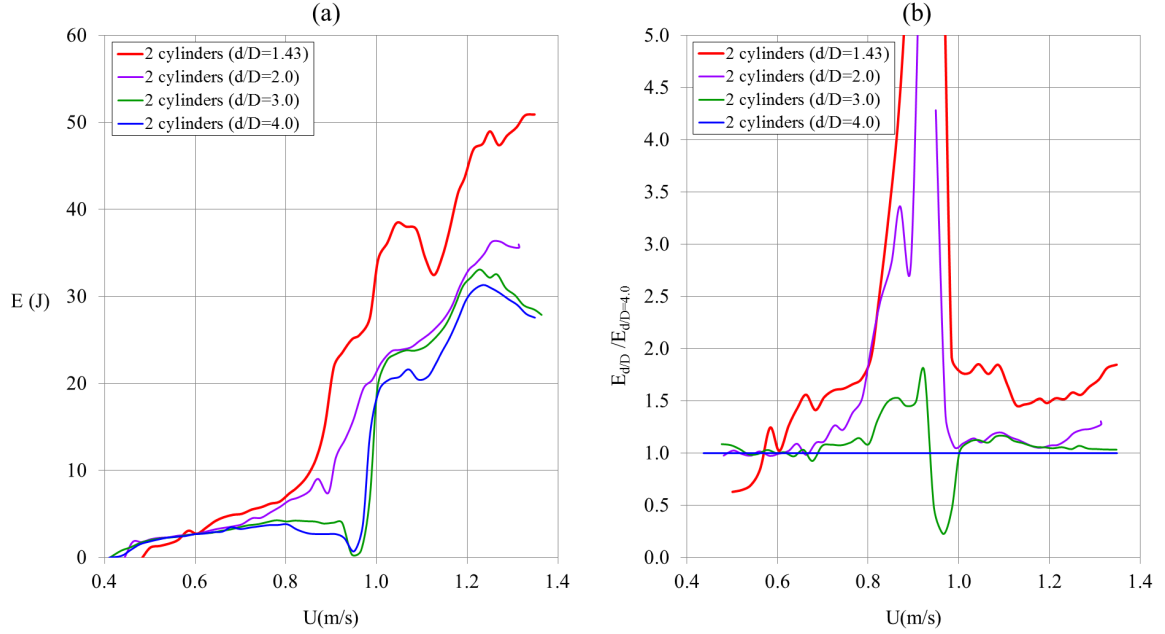 (a)
60
50
40
30
20
10
0
E (J)
2 cylinders (d/D=1.43)
2 cylinders (d/D=2.0)
2 cylinders (d/D=3.0)
2 cylinders (d/D=4.0)
0.4 0.6 0.8 1.0 1.2 1.4
U(m/s)
(b)
5.0
4.5
4.0
3.5
3.0
2.5
2.0
1.5
1.0
0.5
0.0
E_d/D /E_d/D=4.0
2 cylinders (d/D=1.43)
2 cylinders (d/D=2.0)
2 cylinders (d/D=3.0)
2 cylinders (d/D=4.0)
0.4 0.6 0.8 1.0 1.2 1.4
U(m/s)